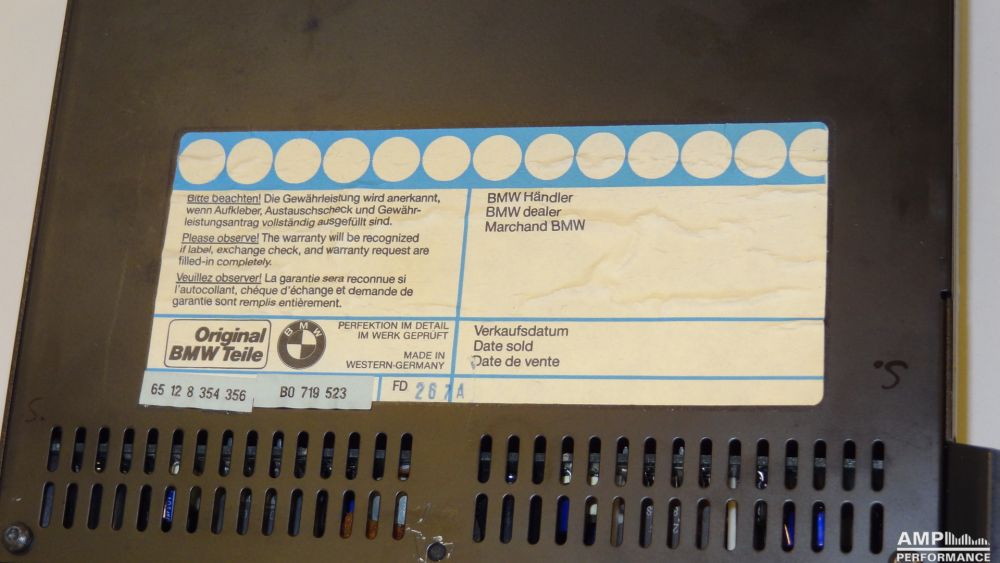 Bitte beachten! Die Gewährleistung wird anerkannt,
wenn Aufkleber, Austauschscheck und Gewähr-
leistungsantrag vollständig ausgefüllt sind.
Please observe! The warranty will be recognized
if label, exchange check, and warranty request are
filled-in completely.
Veuillez observer! La garantie sera reconnue si
l'autocollant, chéque d'échange et demande de
garantie sont remplis entièrement.
BMW Händler
BMW dealer
Marchand BMW
Original
BMW Teile
BMW
PERFEKTION IM DETAIL
IM WERK GEPRÜFT
MADE IN
WESTERN-GERMANY
Verkaufsdatum
Date sold
Date de vente
65 12 8 354 356
B0 719 523
FD 267A
S.
AMP
PERFORMANCE